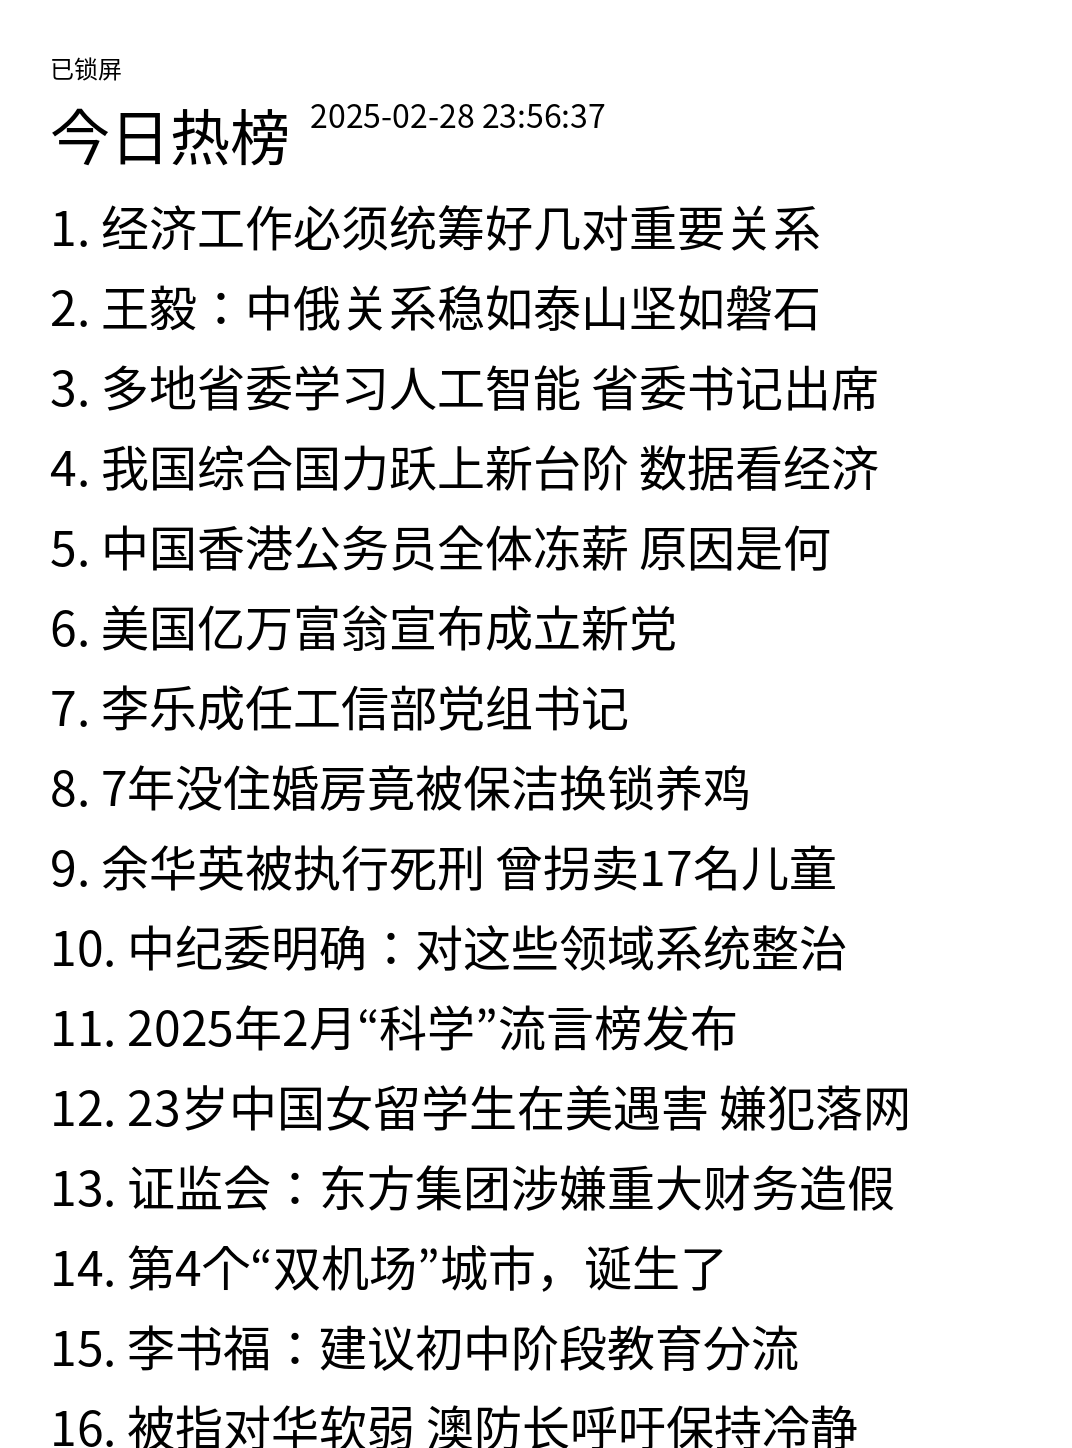 已锁屏
今日热榜 2025-02-28 23:56:37
1. 经济工作必须统筹好几对重要关系
2. 王毅：中俄关系稳如泰山坚如磐石
3. 多地省委学习人工智能 省委书记出席
4. 我国综合国力跃上新台阶 数据看经济
5. 中国香港公务员全体冻薪 原因是何
6. 美国亿万富翁宣布成立新党
7. 李乐成任工信部党组书记
8. 7年没住婚房竟被保洁换锁养鸡
9. 余华英被执行死刑 曾拐卖17名儿童
10. 中纪委明确：对这些领域系统整治
11. 2025年2月“科学”流言榜发布
12. 23岁中国女留学生在美遇害 嫌犯落网
13. 证监会：东方集团涉嫌重大财务造假
14. 第4个“双机场”城市，诞生了
15. 李书福：建议初中阶段教育分流
16. 被指对华软弱 澳防长呼吁保持冷静